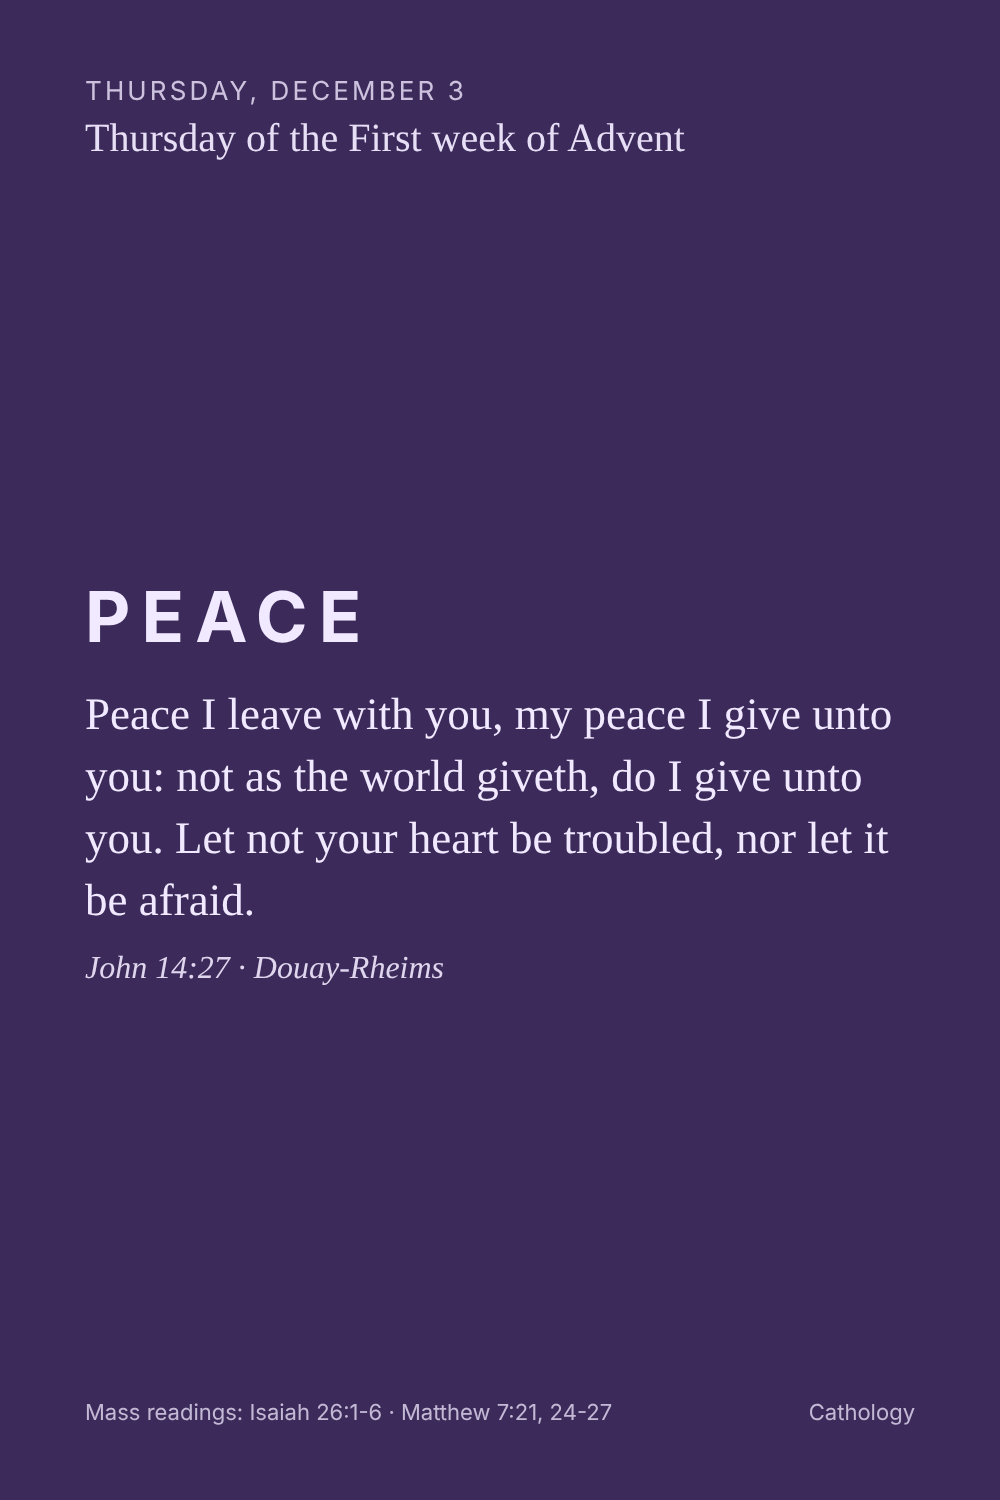 THURSDAY, DECEMBER 3
Thursday of the First week of Advent
PEACE
Peace I leave with you, my peace I give unto
you: not as the world giveth, do I give unto
you. Let not your heart be troubled, nor let it
be afraid.
John 14:27 · Douay-Rheims
Mass readings: Isaiah 26:1-6 · Matthew 7:21, 24-27
Cathology